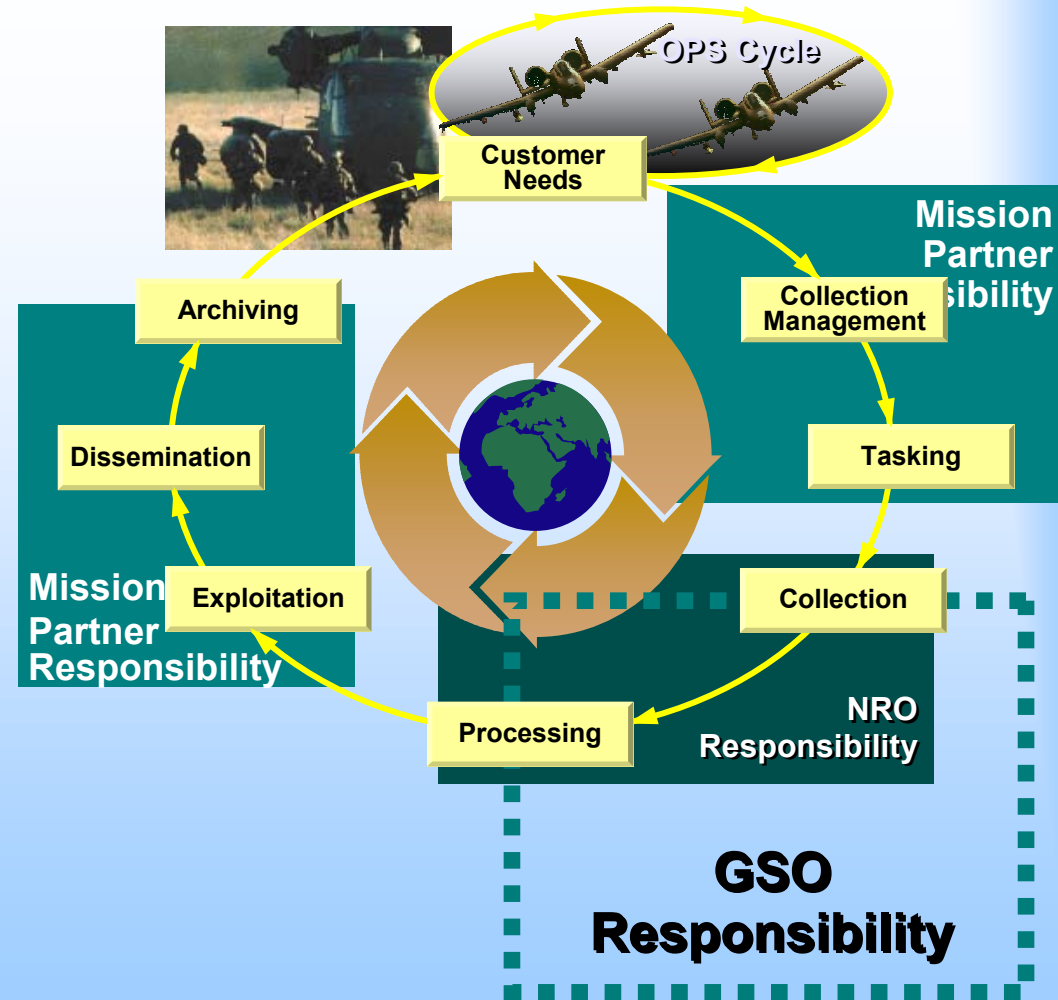 OPS Cycle
Customer
Needs
Mission
Partner
sibility
Collection
Management
Archiving
Dissemination
Tasking
Mission
Partner
Responsibility
Exploitation
Collection
Processing
NRO
Responsibility
GSO
Responsibility